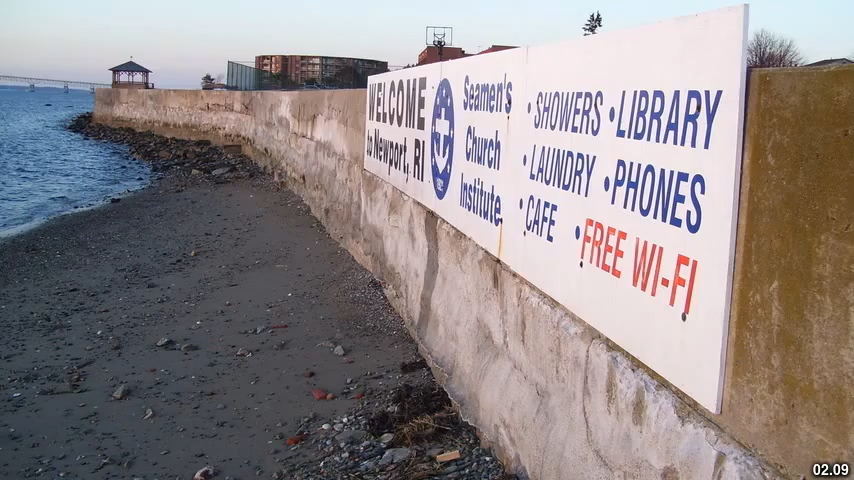 WELCOME
to Newport, RI
Seamen's
Church
Institute
• SHOWERS • LIBRARY
• LAUNDRY • PHONES
• CAFE • FREE WI-FI
02.09